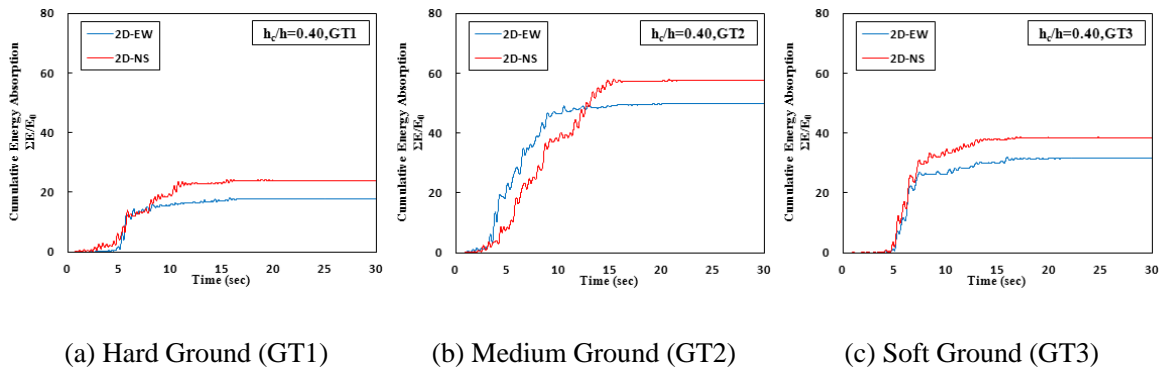 80
60
40
20
0
0 5 10 15 20 25 30
Cumulative Energy Absorption
ΣE/E₀
Time (sec)
2D-EW
2D-NS
h_c/h=0.40,GT1
(a) Hard Ground (GT1)
80
60
40
20
0
0 5 10 15 20 25 30
Cumulative Energy Absorption
ΣE/E₀
Time (sec)
2D-EW
2D-NS
h_c/h=0.40,GT2
(b) Medium Ground (GT2)
80
60
40
20
0
0 5 10 15 20 25 30
Cumulative Energy Absorption
ΣE/E₀
Time (sec)
2D-EW
2D-NS
h_c/h=0.40,GT3
(c) Soft Ground (GT3)